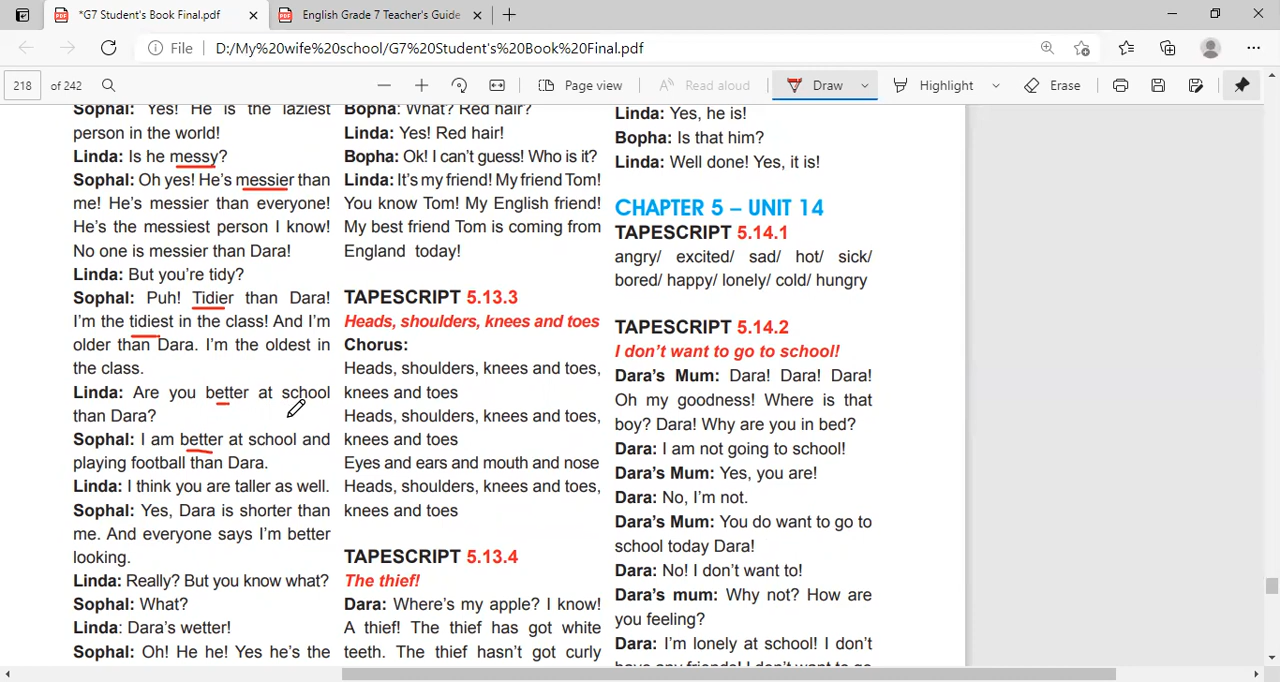 *G7 Student's Book Final.pdf
English Grade 7 Teacher's Guide
File
D:/My%20wife%20school/G7%20Student's%20Book%20Final.pdf
218 of 242
Page view
Read aloud
Draw
Highlight
Erase
Sophal: Yes! He is the laziest
person in the world!
Linda: Is he messy?
Sophal: Oh yes! He's messier than
me! He's messier than everyone!
He's the messiest person I know!
No one is messier than Dara!
Linda: But you're tidy?
Sophal: Puh! Tidier than Dara!
I'm the tidiest in the class! And I'm
older than Dara. I'm the oldest in
the class.
Linda: Are you better at school
than Dara?
Sophal: I am better at school and
playing football than Dara.
Linda: I think you are taller as well.
Sophal: Yes, Dara is shorter than
me. And everyone says I'm better
looking.
Linda: Really? But you know what?
Sophal: What?
Linda: Dara's wetter!
Sophal: Oh! He he! Yes he's the
Bopha: What? Red hair?
Linda: Yes! Red hair!
Bopha: Ok! I can't guess! Who is it?
Linda: It's my friend! My friend Tom!
You know Tom! My English friend!
My best friend Tom is coming from
England today!
TAPESCRIPT 5.13.3
Heads, shoulders, knees and toes
Chorus:
Heads, shoulders, knees and toes,
knees and toes
Heads, shoulders, knees and toes,
knees and toes
Eyes and ears and mouth and nose
Heads, shoulders, knees and toes,
knees and toes
TAPESCRIPT 5.13.4
The thief!
Dara: Where's my apple? I know!
A thief! The thief has got white
teeth. The thief hasn't got curly
Linda: Yes, he is!
Bopha: Is that him?
Linda: Well done! Yes, it is!
CHAPTER 5 – UNIT 14
TAPESCRIPT 5.14.1
angry/ excited/ sad/ hot/ sick/
bored/ happy/ lonely/ cold/ hungry
TAPESCRIPT 5.14.2
I don't want to go to school!
Dara's Mum: Dara! Dara! Dara!
Oh my goodness! Where is that
boy? Dara! Why are you in bed?
Dara: I am not going to school!
Dara's Mum: Yes, you are!
Dara: No, I'm not.
Dara's Mum: You do want to go to
school today Dara!
Dara: No! I don't want to!
Dara's mum: Why not? How are
you feeling?
Dara: I'm lonely at school! I don't
have any friends! I don't want to go